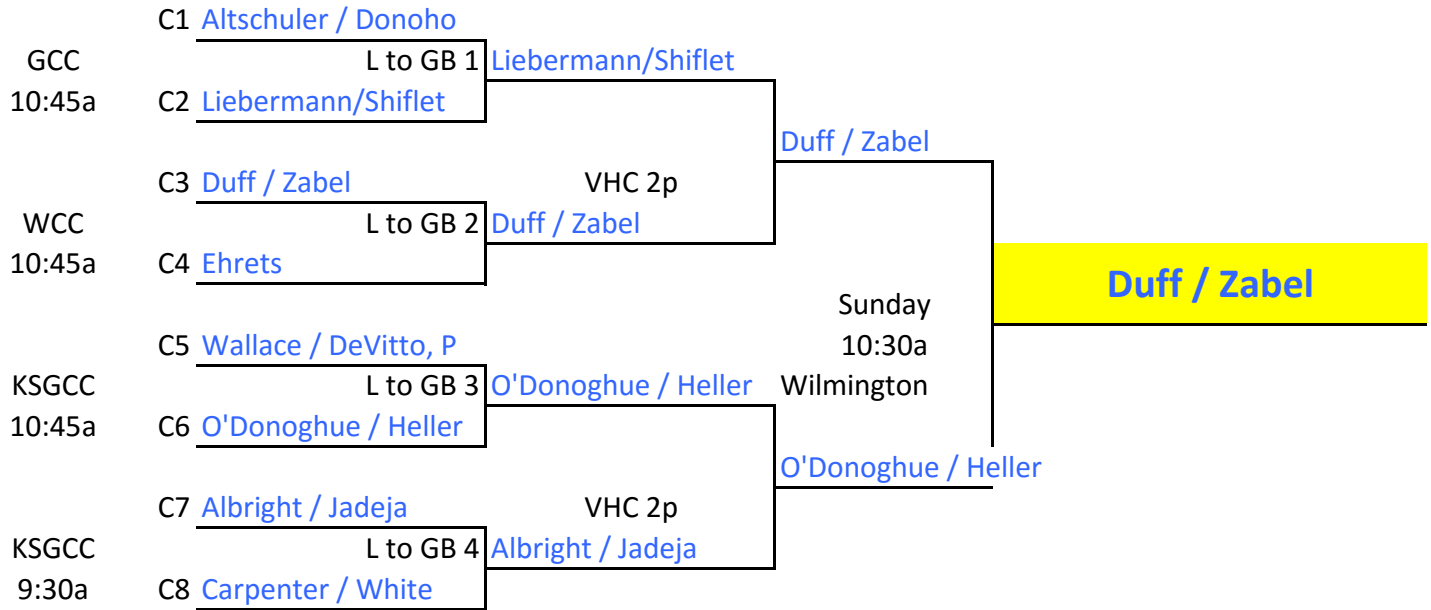 C1 Altschuler / Donoho
GCC L to GB 1 Liebermann/Shiflet
10:45a C2 Liebermann/Shiflet
Duff / Zabel
C3 Duff / Zabel VHC 2p
WCC L to GB 2 Duff / Zabel
10:45a C4 Ehrets
Duff / Zabel
Sunday
C5 Wallace / DeVitto, P 10:30a
KSGCC L to GB 3 O'Donoghue / Heller Wilmington
10:45a C6 O'Donoghue / Heller
O'Donoghue / Heller
C7 Albright / Jadeja VHC 2p
KSGCC L to GB 4 Albright / Jadeja
9:30a C8 Carpenter / White